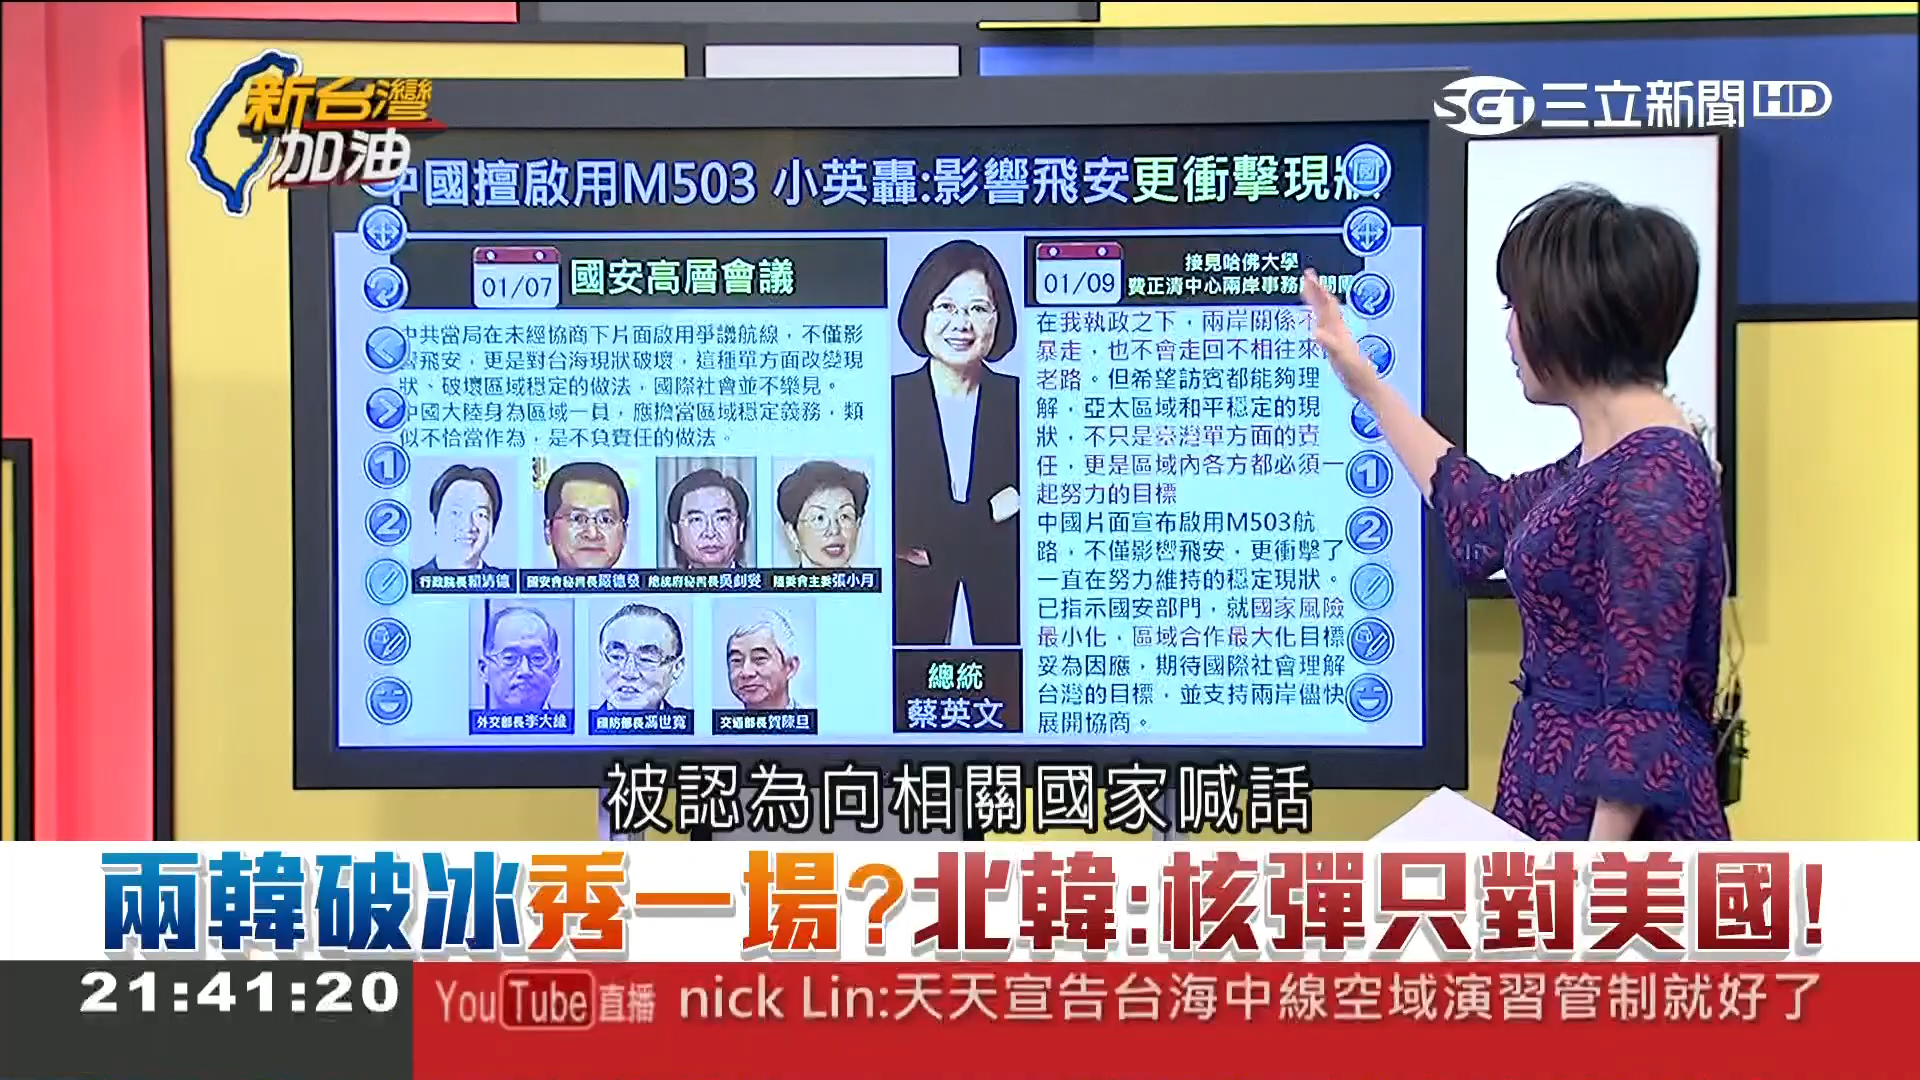 新台灣
加油
SET三立新聞HD
中國擅啟用M503 小英轟:影響飛安更衝擊現狀
01/07 國安高層會議
中共當局在未經協商下片面啟用爭議航線，不僅影
響飛安，更是對台海現狀破壞，這種單方面改變現
狀、破壞區域穩定的做法，國際社會並不樂見。
中國大陸身為區域一員，應擔當區域穩定義務，類
似不恰當作為，是不負責任的做法。
行政院長賴清德
國安會秘書長嚴德發
總統府秘書長吳釗燮
陸委會主委張小月
外交部長李大維
國防部長馮世寬
交通部長賀陳旦
總統
蔡英文
01/09
接見哈佛大學
費正清中心兩岸事務
在我執政之下，兩岸關係不
暴走，也不會走回不相往來
老路。但希望訪賓都能夠理
解，亞太區域和平穩定的現
狀，不只是臺灣單方面的責
任，更是區域內各方都必須一
起努力的目標
中國片面宣布啟用M503航
路，不僅影響飛安，更衝擊了
一直在努力維持的穩定現狀。
已指示國安部門，就國家風險
最小化，區域合作最大化目標
妥為因應，期待國際社會理解
台灣的目標，並支持兩岸儘快
展開協商。
1
2
1
2
被認為向相關國家喊話
兩韓破冰秀一場?北韓:核彈只對美國!
21:41:20 YouTube直播 nick Lin:天天宣告台海中線空域演習管制就好了